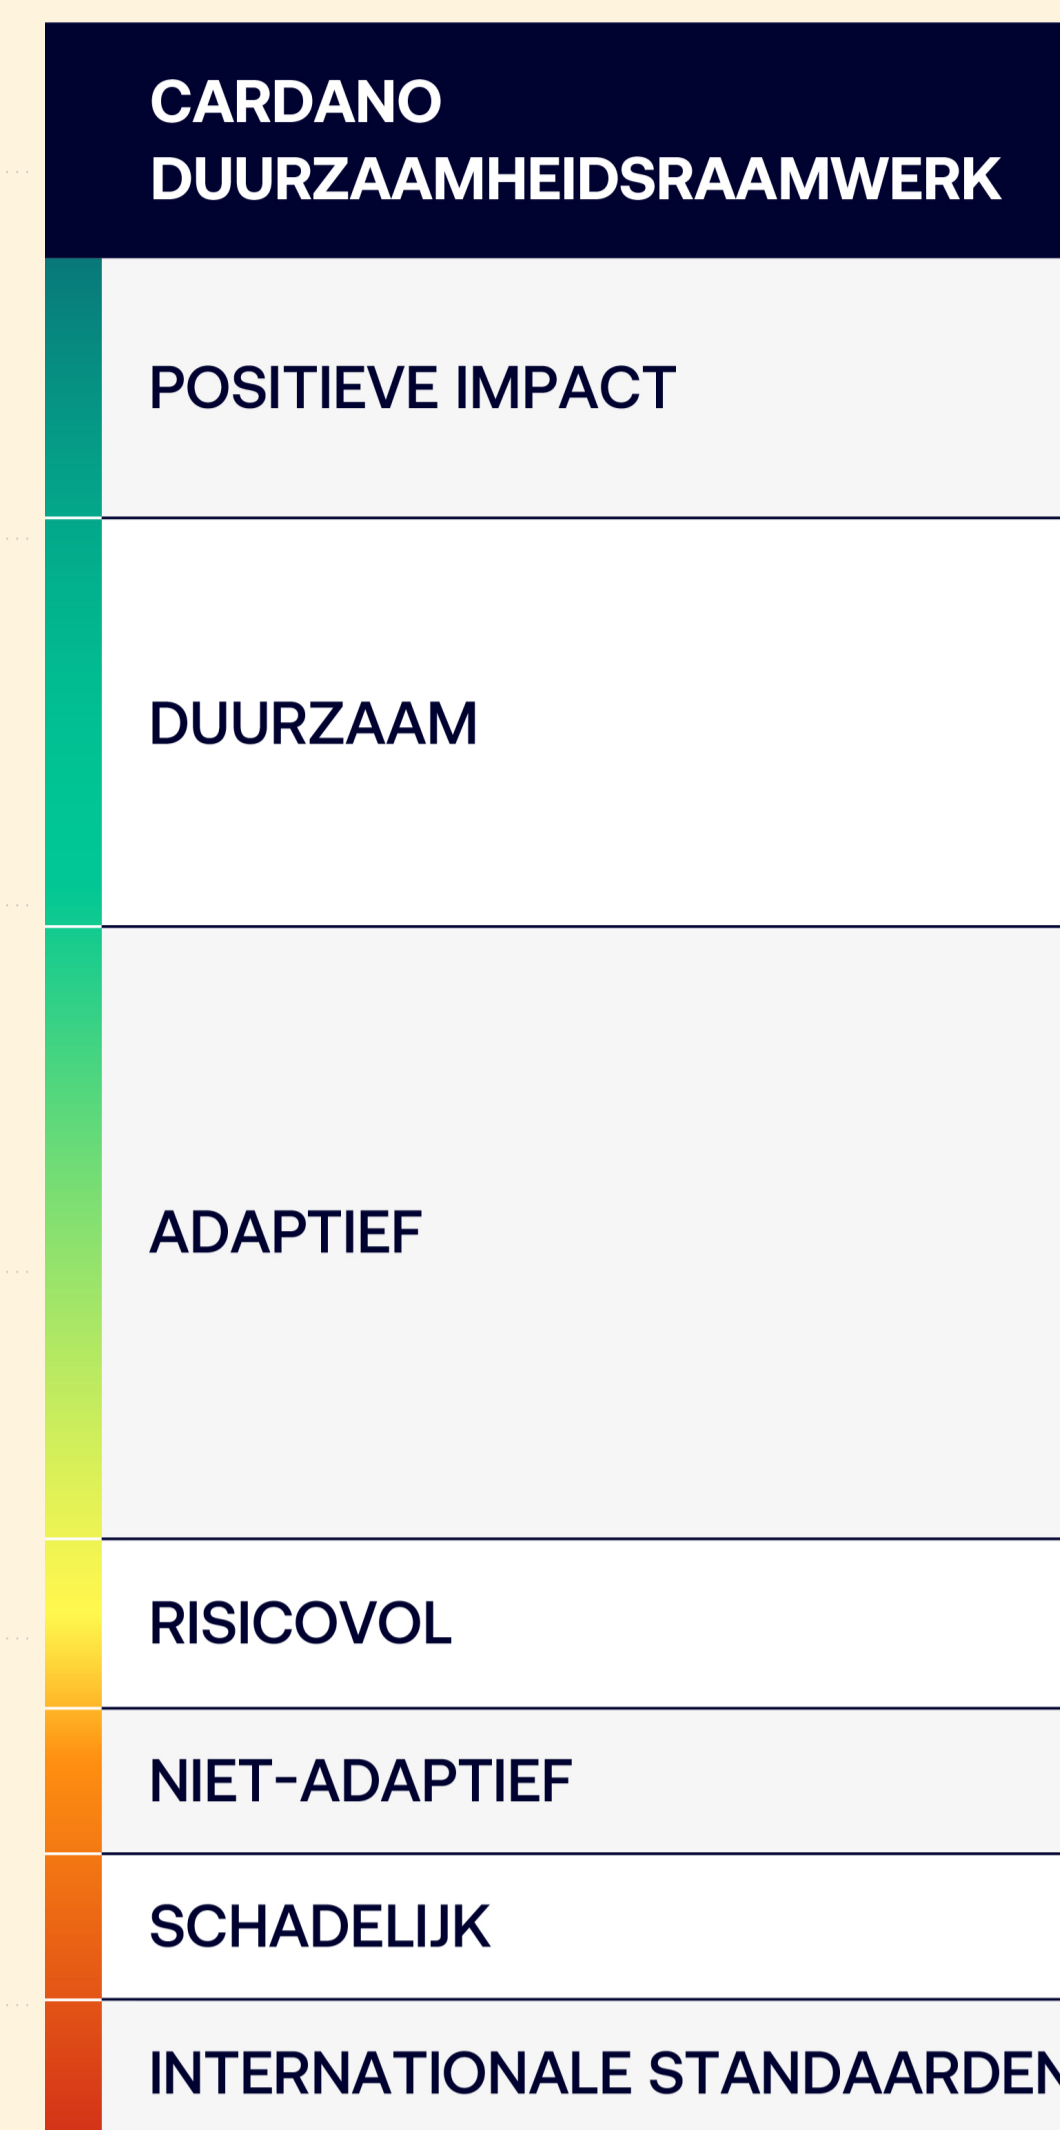 CARDANO
DUURZAAMHEIDSRAAMWERK
POSITIEVE IMPACT
DUURZAAM
ADAPTIEF
RISICOVOL
NIET-ADAPTIEF
SCHADELIJK
INTERNATIONALE STANDAARDEN